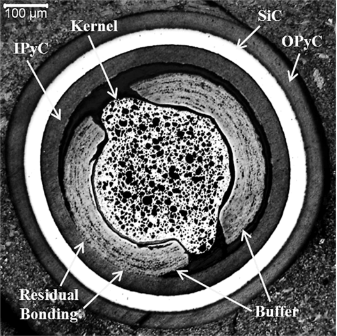 100 μm
Kernel
SiC
IPyC
OPyC
Residual
Bonding
Buffer